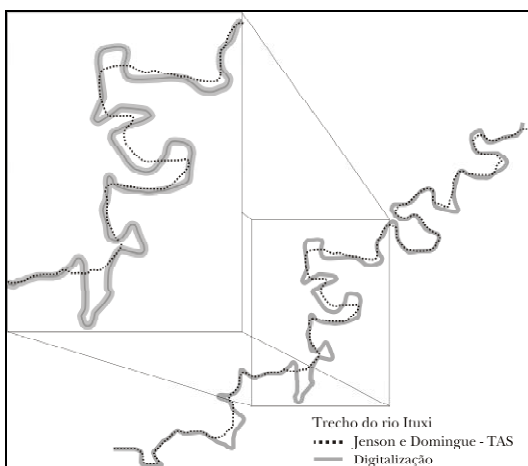 Trecho do rio Ituxi
Jenson e Domingue - TAS
Digitalização